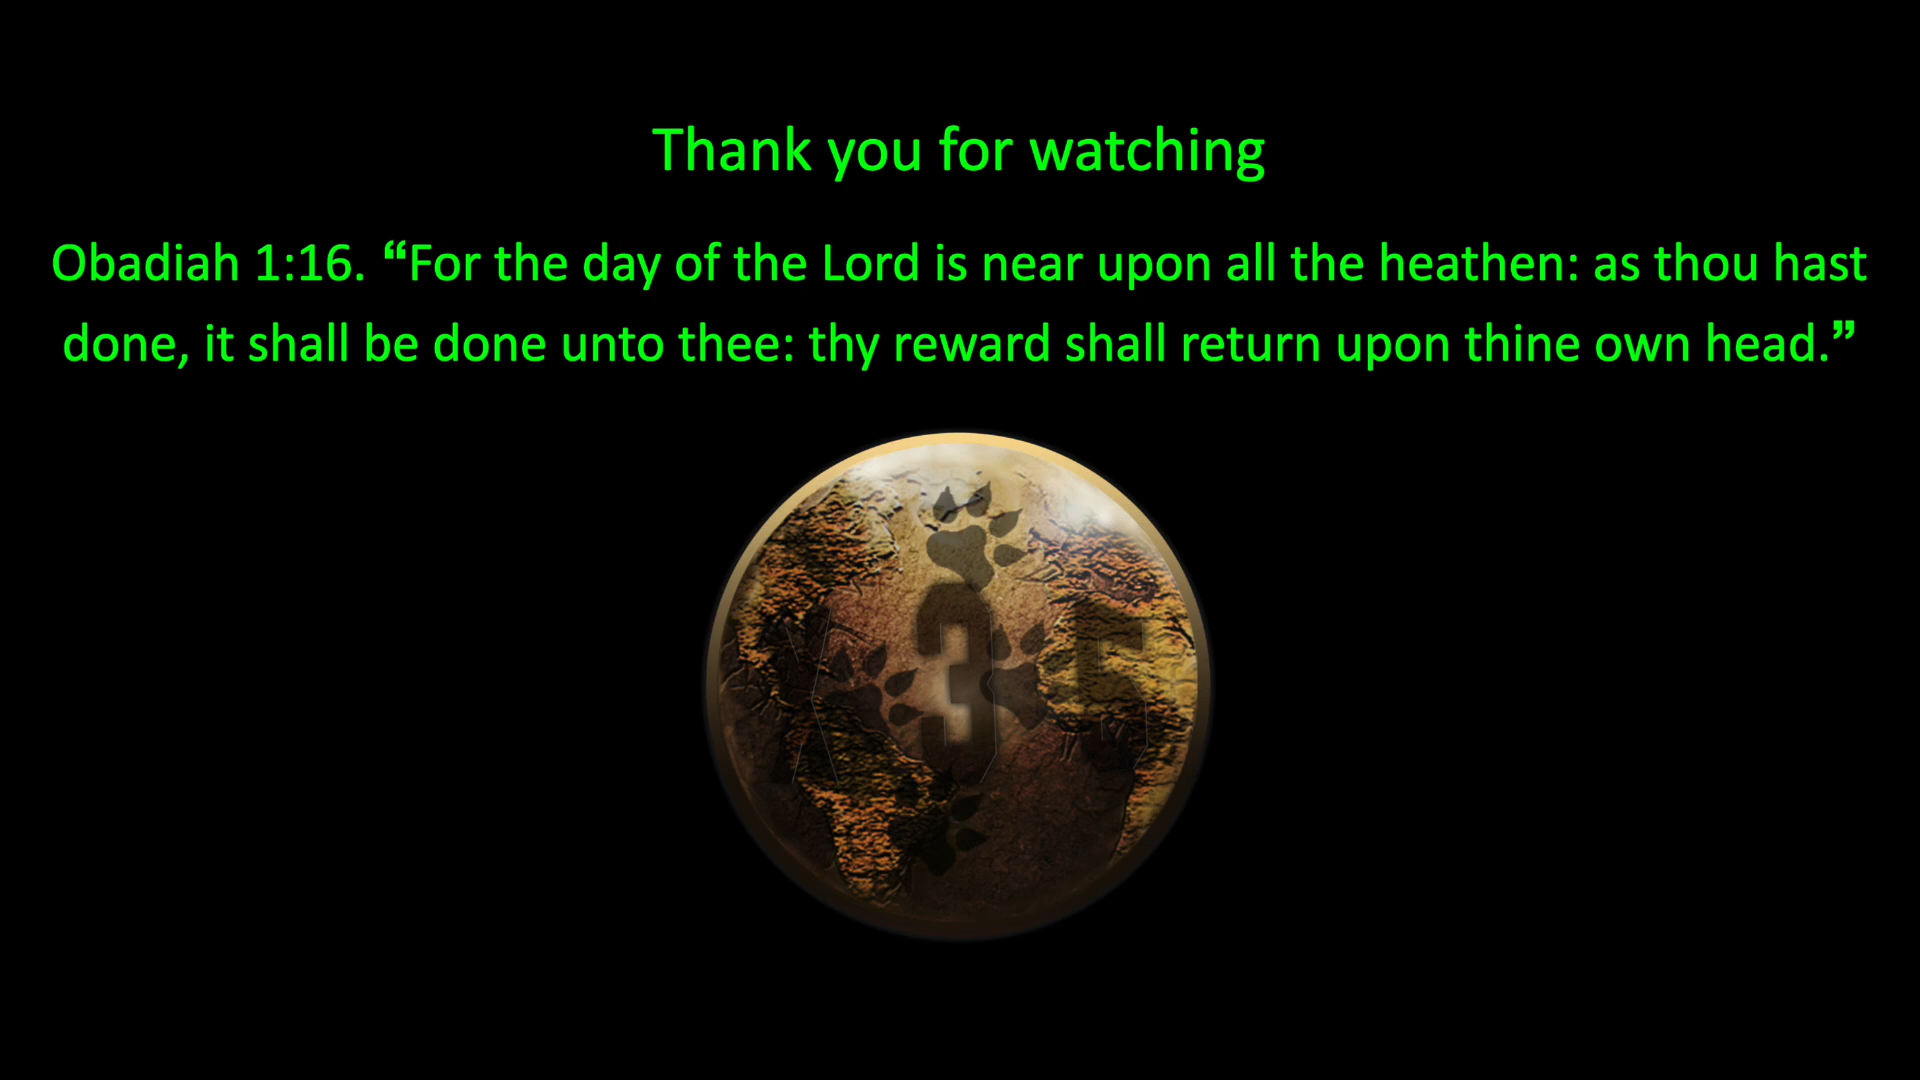 Thank you for watching
Obadiah 1:16. “For the day of the Lord is near upon all the heathen: as thou hast
done, it shall be done unto thee: thy reward shall return upon thine own head.”
X35